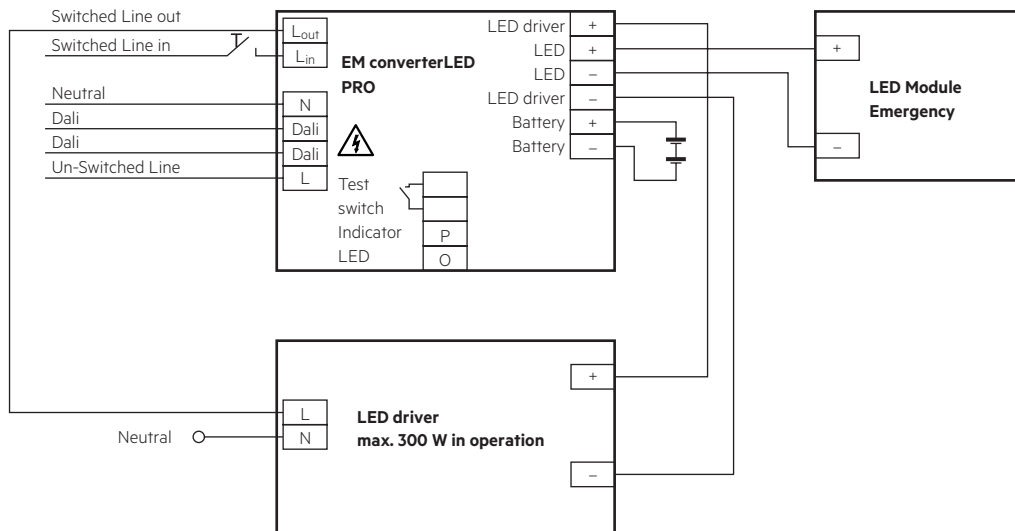 Switched Line out
Switched Line in
Neutral
Dali
Dali
Un-Switched Line
Lout
Lin
N
Dali
Dali
L
EM converterLED
PRO
Test
switch
Indicator
LED
P
O
LED driver +
LED +
LED –
LED driver –
Battery +
Battery –
+
–
LED Module
Emergency
L
N
Neutral
LED driver
max. 300 W in operation
+
–